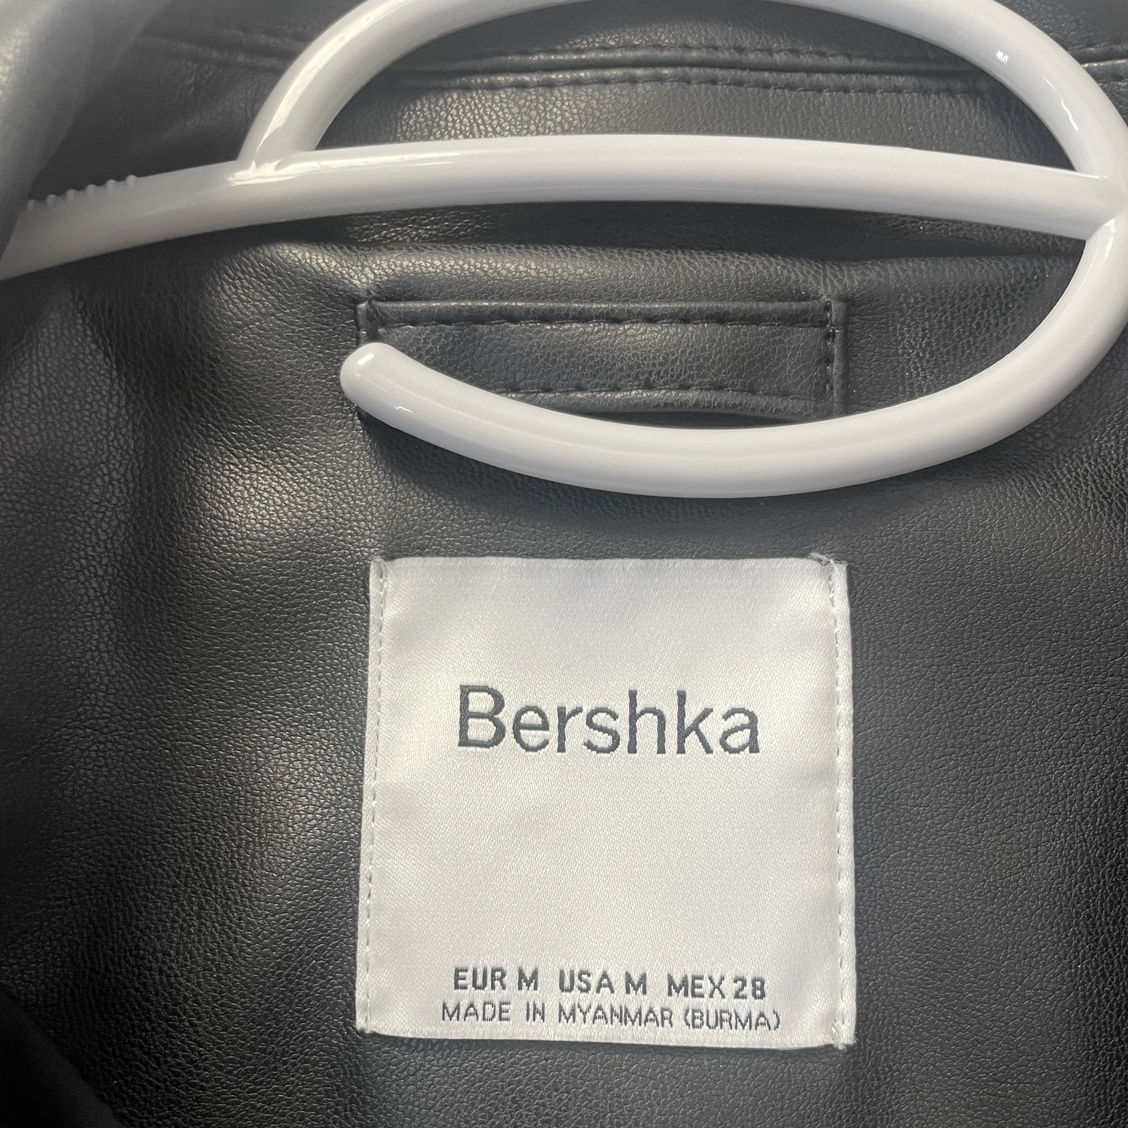 Bershka
EUR M USA M MEX 28
MADE IN MYANMAR (BURMA)